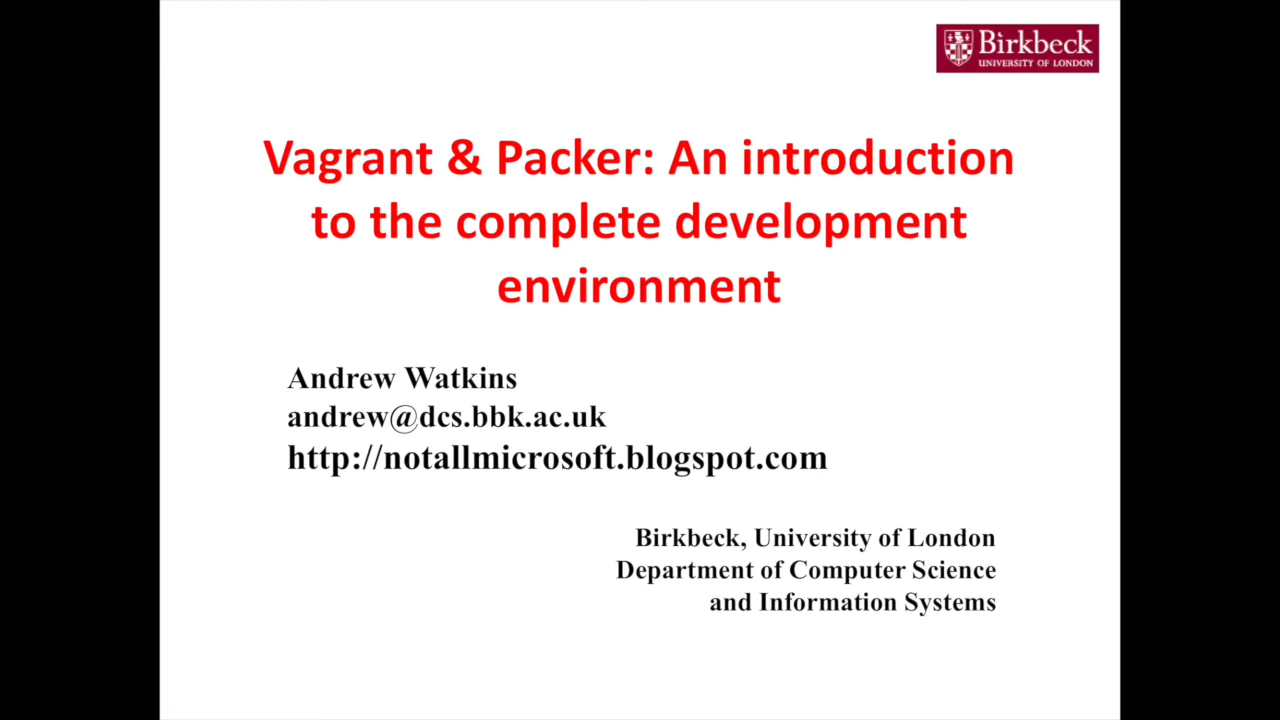 Birkbeck
UNIVERSITY OF LONDON
Vagrant & Packer: An introduction
to the complete development
environment
Andrew Watkins
andrew@dcs.bbk.ac.uk
http://notallmicrosoft.blogspot.com
Birkbeck, University of London
Department of Computer Science
and Information Systems